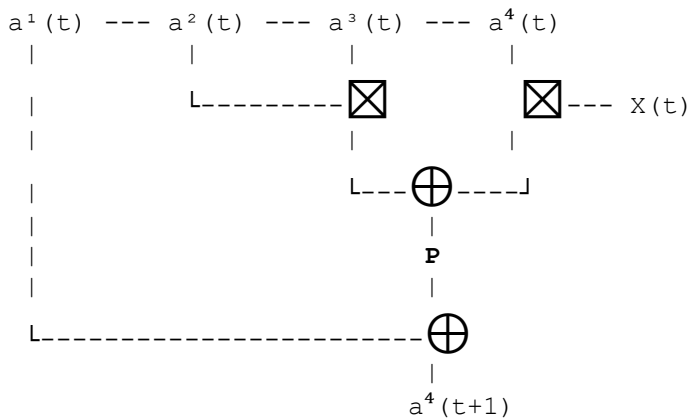 a¹(t) --- a²(t) --- a³(t) --- a⁴(t)
X(t)
P
a⁴(t+1)